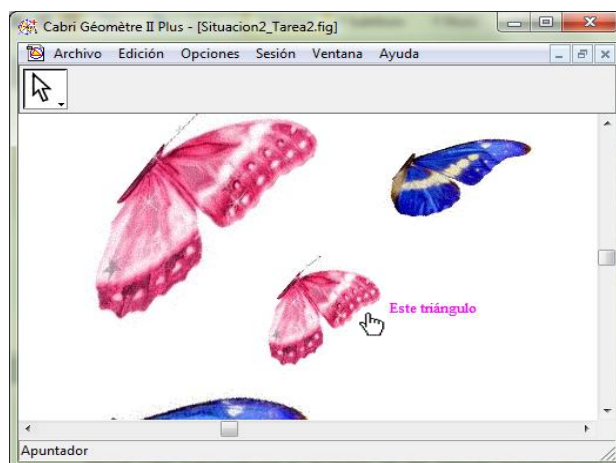 Cabri Géomètre II Plus - [Situacion2_Tarea2.fig]
Archivo Edición Opciones Sesión Ventana Ayuda
Este triángulo
Apuntador